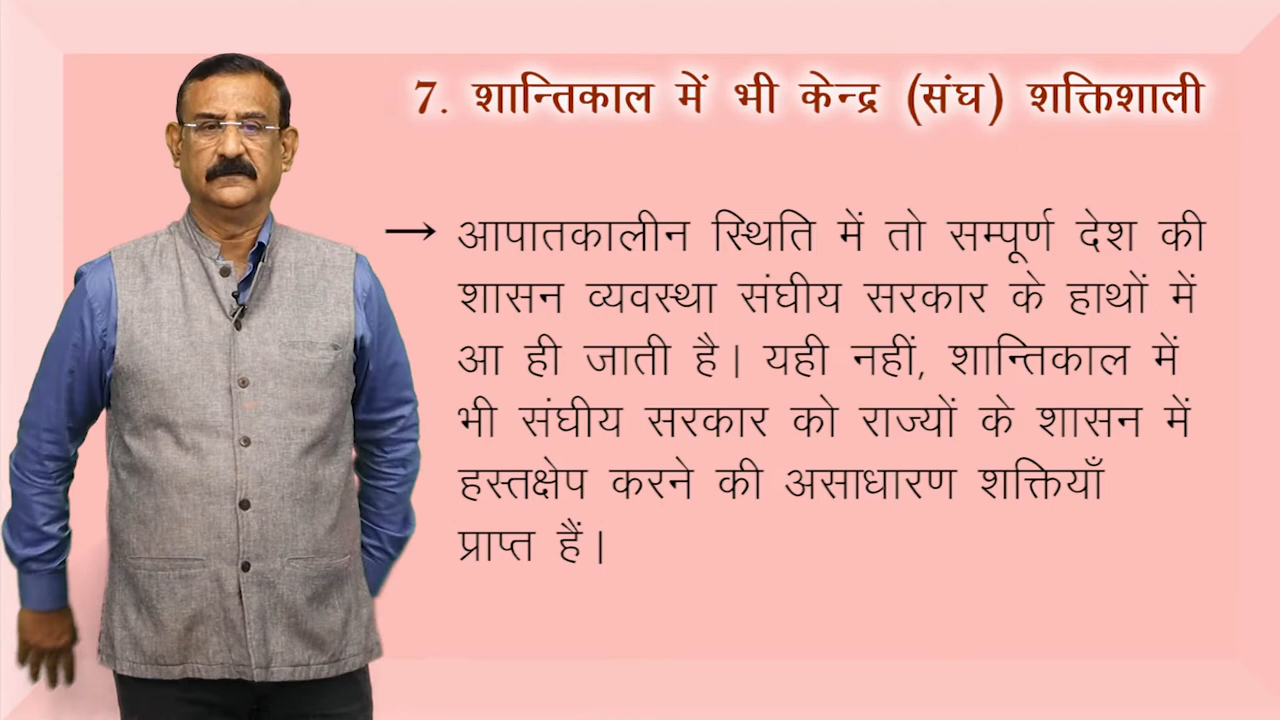 7. शान्तिकाल में भी केन्द्र (संघ) शक्तिशाली
→ आपातकालीन स्थिति में तो सम्पूर्ण देश की
शासन व्यवस्था संघीय सरकार के हाथों में
आ ही जाती है। यही नहीं, शान्तिकाल में
भी संघीय सरकार को राज्यों के शासन में
हस्तक्षेप करने की असाधारण शक्तियाँ
प्राप्त हैं।